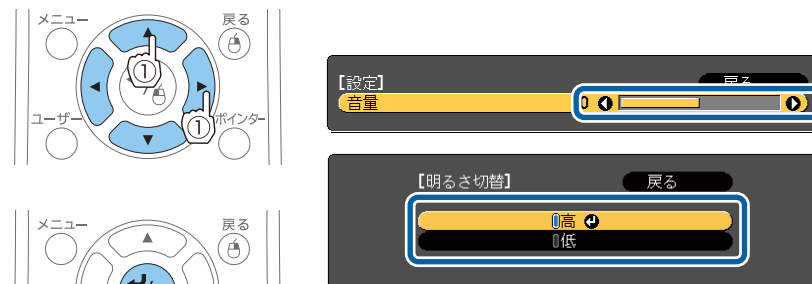 メニュー
戻る
①
①
ユーザー
ポインター
[設定]
戻る
音量
[明るさ切替]
戻る
高
低
メニュー
戻る